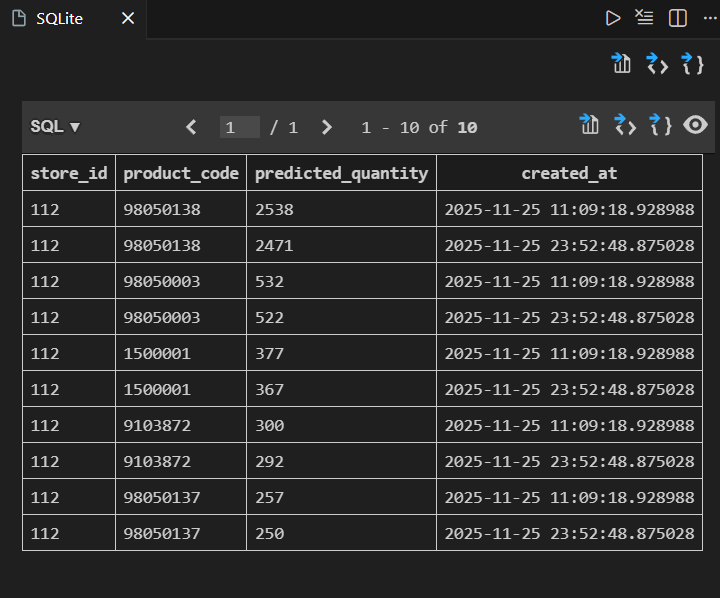 SQLite
SQL
1 / 1 1 - 10 of 10
store_id product_code predicted_quantity created_at
112 98050138 2538 2025-11-25 11:09:18.928988
112 98050138 2471 2025-11-25 23:52:48.875028
112 98050003 532 2025-11-25 11:09:18.928988
112 98050003 522 2025-11-25 23:52:48.875028
112 1500001 377 2025-11-25 11:09:18.928988
112 1500001 367 2025-11-25 23:52:48.875028
112 9103872 300 2025-11-25 11:09:18.928988
112 9103872 292 2025-11-25 23:52:48.875028
112 98050137 257 2025-11-25 11:09:18.928988
112 98050137 250 2025-11-25 23:52:48.875028